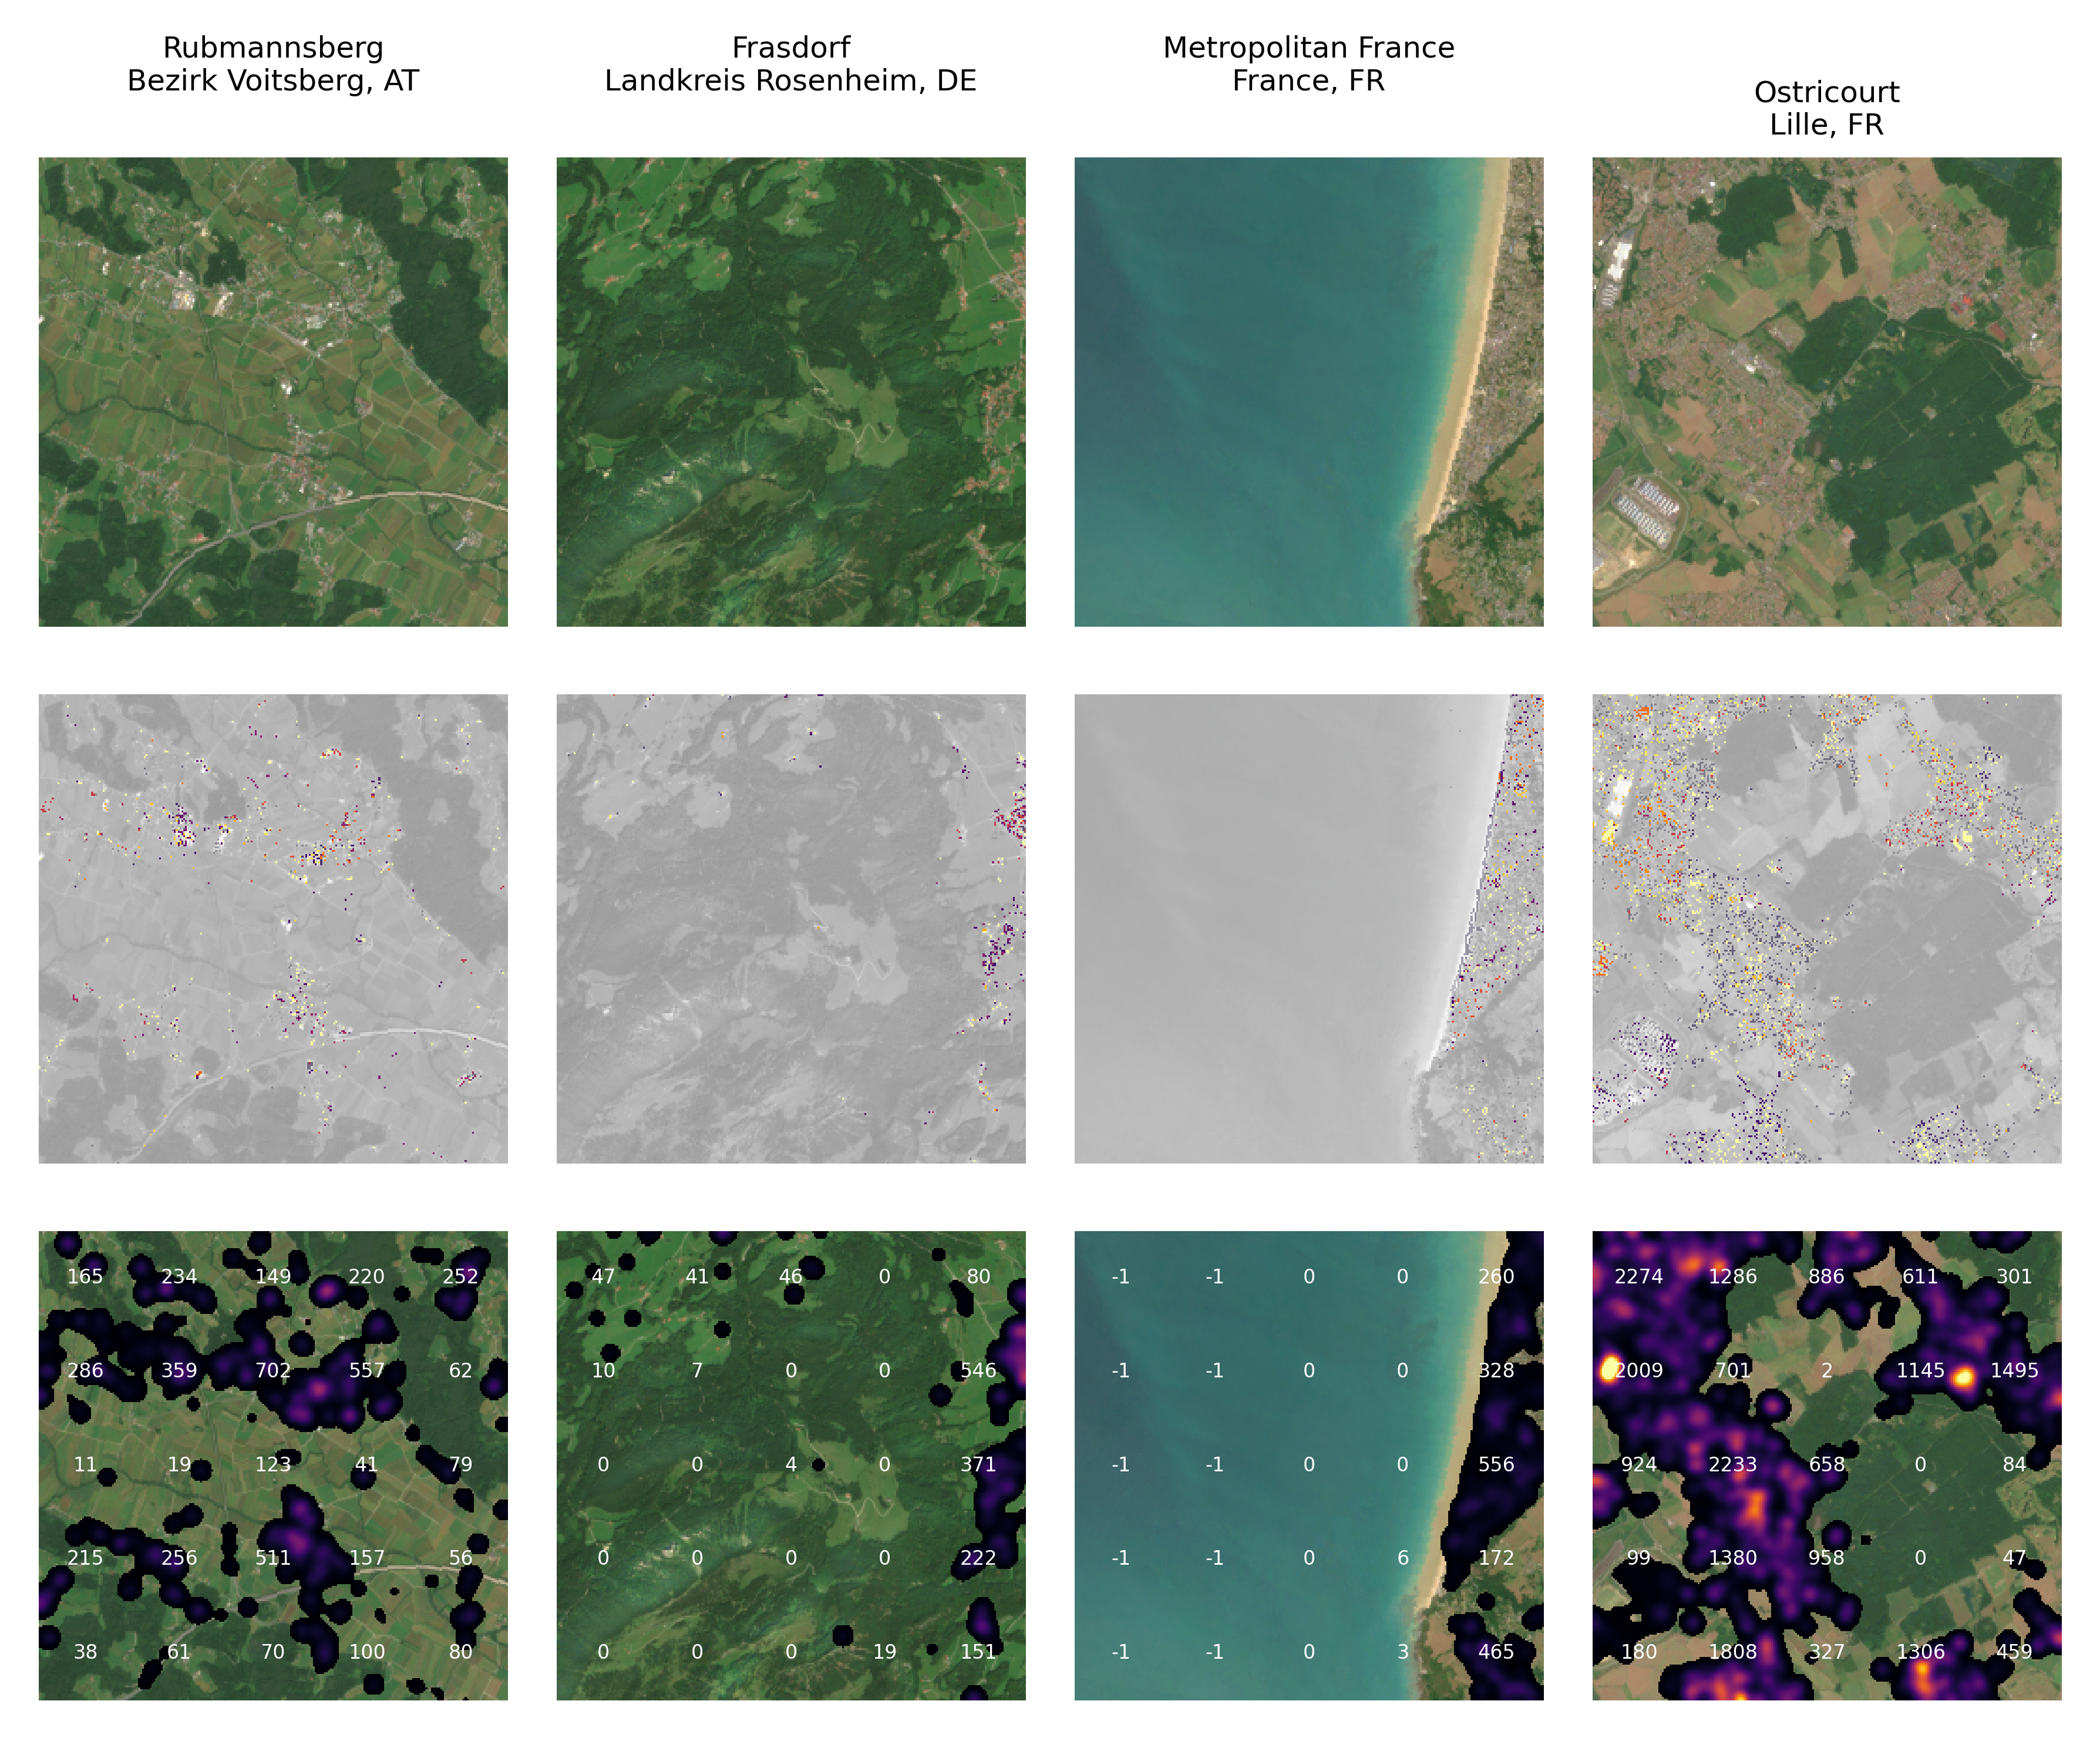 Rubmannsberg
Bezirk Voitsberg, AT
Frasdorf
Landkreis Rosenheim, DE
Metropolitan France
France, FR
Ostricourt
Lille, FR
165 234 149 220 252
286 359 702 557 62
11 19 123 41 79
215 256 511 157 56
38 61 70 100 80
47 41 46 0 80
10 7 0 0 546
0 0 4 0 371
0 0 0 0 222
0 0 0 19 151
-1 -1 0 0 260
-1 -1 0 0 328
-1 -1 0 0 556
-1 -1 0 6 172
-1 -1 0 3 465
2274 1286 886 611 301
2009 701 2 1145 1495
924 2233 658 0 84
99 1380 958 0 47
180 1808 327 1306 459